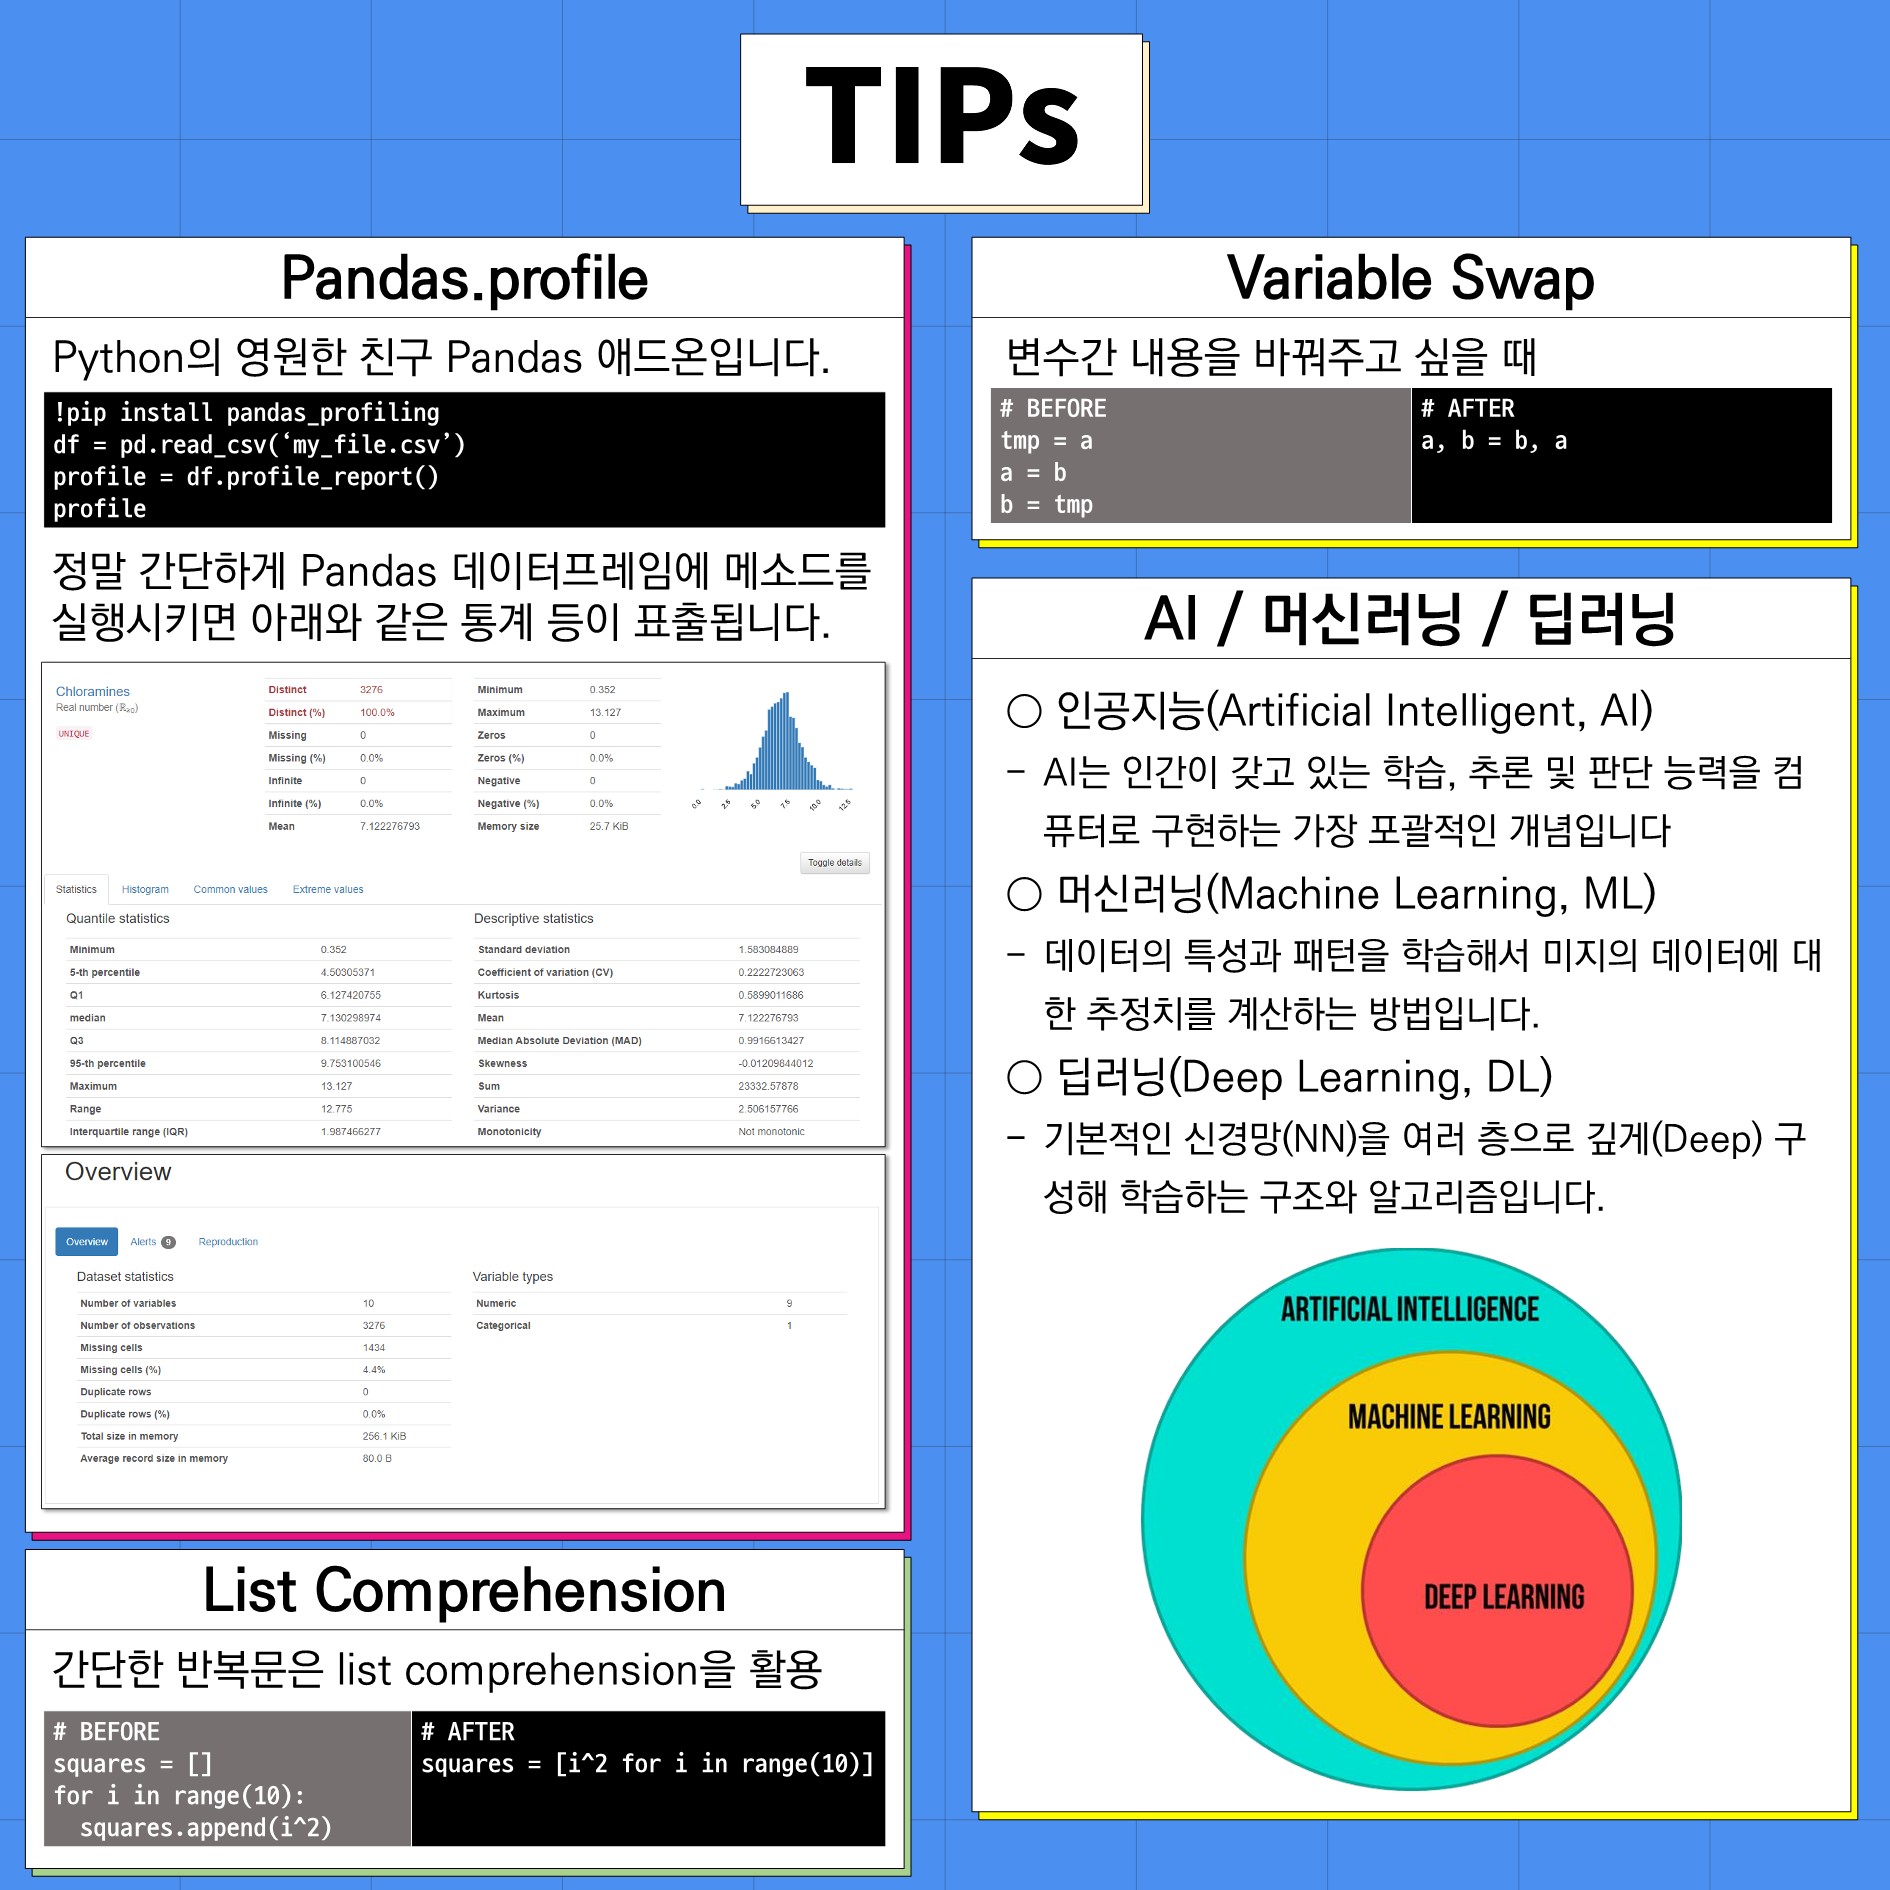 TIPs
Pandas.profile
Python의 영원한 친구 Pandas 애드온입니다.
!pip install pandas_profiling
df = pd.read_csv(‘my_file.csv’)
profile = df.profile_report()
profile
정말 간단하게 Pandas 데이터프레임에 메소드를
실행시키면 아래와 같은 통계 등이 표출됩니다.
Chloramines
Real number (ℝ≥0)
UNIQUE
Distinct 3276
Distinct (%) 100.0%
Missing 0
Missing (%) 0.0%
Infinite 0
Infinite (%) 0.0%
Mean 7.122276793
Minimum 0.352
Maximum 13.127
Zeros 0
Zeros (%) 0.0%
Negative 0
Negative (%) 0.0%
Memory size 25.7 KiB
0.0 2.5 5.0 7.5 10.0 12.5
Toggle details
Statistics Histogram Common values Extreme values
Quantile statistics
Minimum 0.352
5-th percentile 4.50305371
Q1 6.127420755
median 7.130298974
Q3 8.114887032
95-th percentile 9.753100546
Maximum 13.127
Range 12.775
Interquartile range (IQR) 1.987466277
Descriptive statistics
Standard deviation 1.583084889
Coefficient of variation (CV) 0.2222723063
Kurtosis 0.5899011686
Mean 7.122276793
Median Absolute Deviation (MAD) 0.9916613427
Skewness -0.01209844012
Sum 23332.57878
Variance 2.506157766
Monotonicity Not monotonic
Overview
Overview Alerts 9 Reproduction
Dataset statistics
Number of variables 10
Number of observations 3276
Missing cells 1434
Missing cells (%) 4.4%
Duplicate rows 0
Duplicate rows (%) 0.0%
Total size in memory 256.1 KiB
Average record size in memory 80.0 B
Variable types
Numeric 9
Categorical 1
List Comprehension
간단한 반복문은 list comprehension을 활용
# BEFORE
squares = []
for i in range(10):
  squares.append(i^2)
# AFTER
squares = [i^2 for i in range(10)]
Variable Swap
변수간 내용을 바꿔주고 싶을 때
# BEFORE
tmp = a
a = b
b = tmp
# AFTER
a, b = b, a
AI / 머신러닝 / 딥러닝
○ 인공지능(Artificial Intelligent, AI)
- AI는 인간이 갖고 있는 학습, 추론 및 판단 능력을 컴
퓨터로 구현하는 가장 포괄적인 개념입니다
○ 머신러닝(Machine Learning, ML)
- 데이터의 특성과 패턴을 학습해서 미지의 데이터에 대
한 추정치를 계산하는 방법입니다.
○ 딥러닝(Deep Learning, DL)
- 기본적인 신경망(NN)을 여러 층으로 깊게(Deep) 구
성해 학습하는 구조와 알고리즘입니다.
ARTIFICIAL INTELLIGENCE
MACHINE LEARNING
DEEP LEARNING